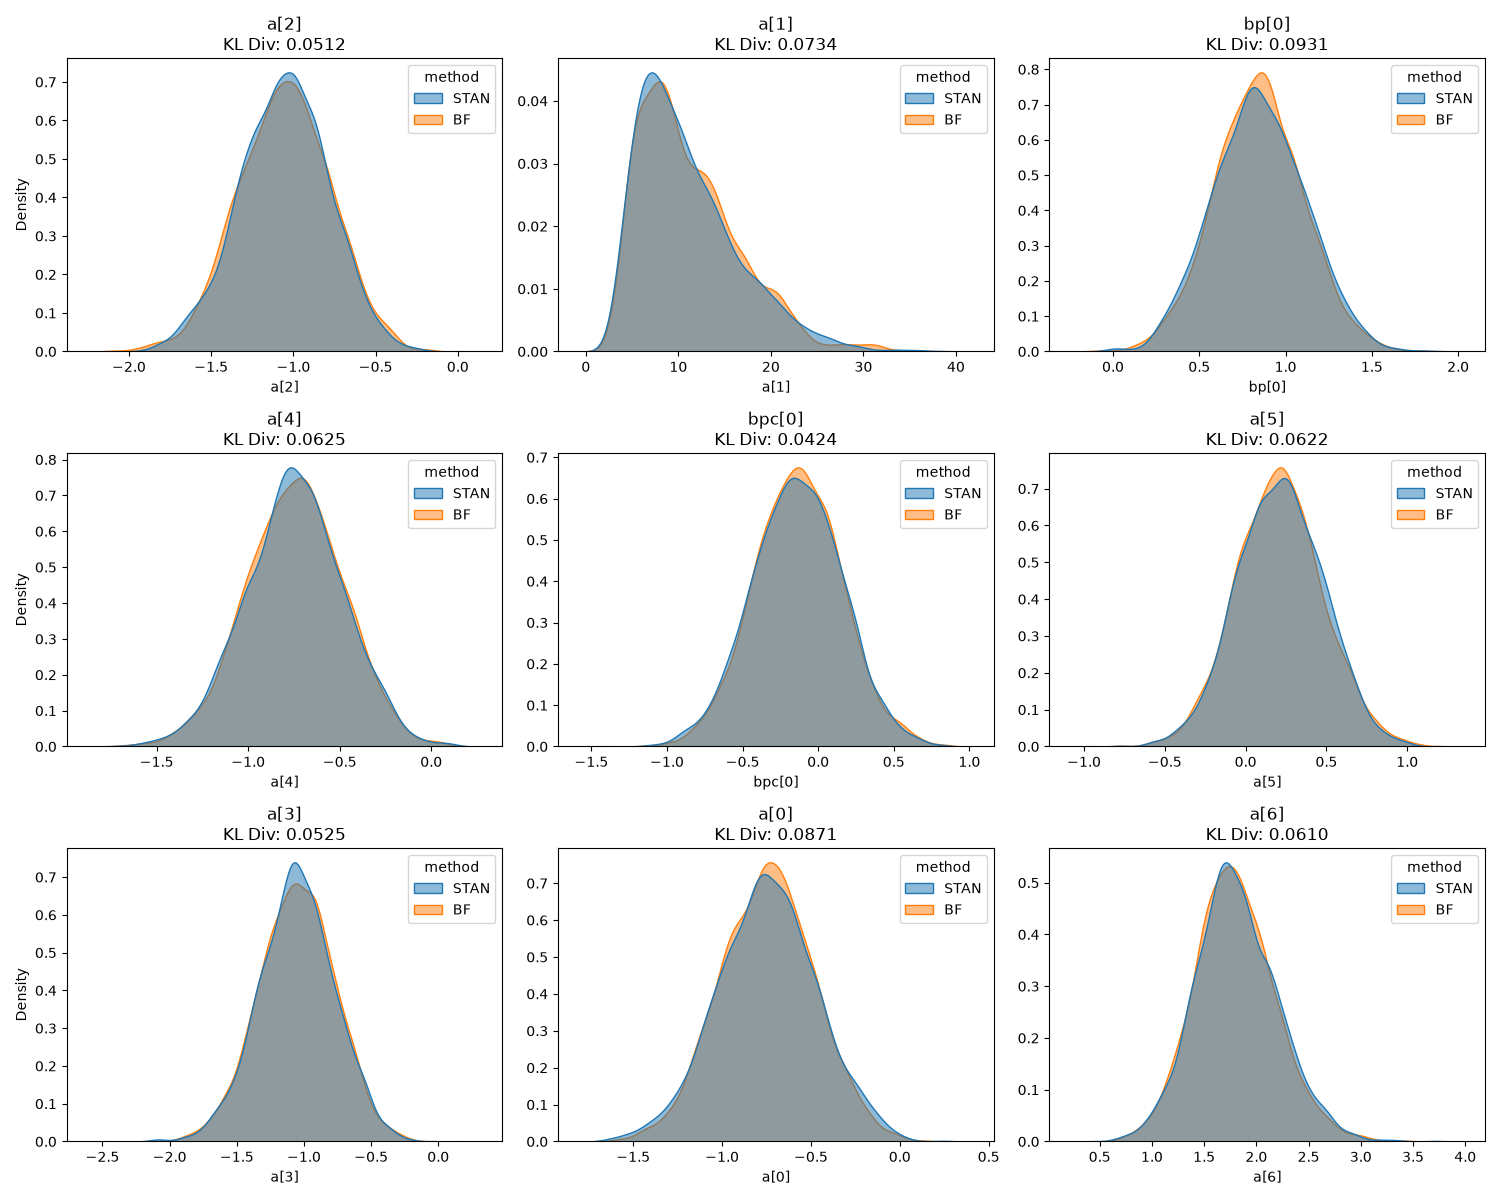 a[2]
KL Div: 0.0512
method
STAN
BF
Density
0.7
0.6
0.5
0.4
0.3
0.2
0.1
0.0
−2.0 −1.5 −1.0 −0.5 0.0
a[2]
a[1]
KL Div: 0.0734
method
STAN
BF
0.04
0.03
0.02
0.01
0.00
0 10 20 30 40
a[1]
bp[0]
KL Div: 0.0931
method
STAN
BF
0.8
0.7
0.6
0.5
0.4
0.3
0.2
0.1
0.0
0.0 0.5 1.0 1.5 2.0
bp[0]
a[4]
KL Div: 0.0625
method
STAN
BF
Density
0.8
0.7
0.6
0.5
0.4
0.3
0.2
0.1
0.0
−1.5 −1.0 −0.5 0.0
a[4]
bpc[0]
KL Div: 0.0424
method
STAN
BF
0.7
0.6
0.5
0.4
0.3
0.2
0.1
0.0
−1.5 −1.0 −0.5 0.0 0.5 1.0
bpc[0]
a[5]
KL Div: 0.0622
method
STAN
BF
0.7
0.6
0.5
0.4
0.3
0.2
0.1
0.0
−1.0 −0.5 0.0 0.5 1.0
a[5]
a[3]
KL Div: 0.0525
method
STAN
BF
Density
0.7
0.6
0.5
0.4
0.3
0.2
0.1
0.0
−2.5 −2.0 −1.5 −1.0 −0.5 0.0
a[3]
a[0]
KL Div: 0.0871
method
STAN
BF
0.7
0.6
0.5
0.4
0.3
0.2
0.1
0.0
−1.5 −1.0 −0.5 0.0 0.5
a[0]
a[6]
KL Div: 0.0610
method
STAN
BF
0.5
0.4
0.3
0.2
0.1
0.0
0.5 1.0 1.5 2.0 2.5 3.0 3.5 4.0
a[6]